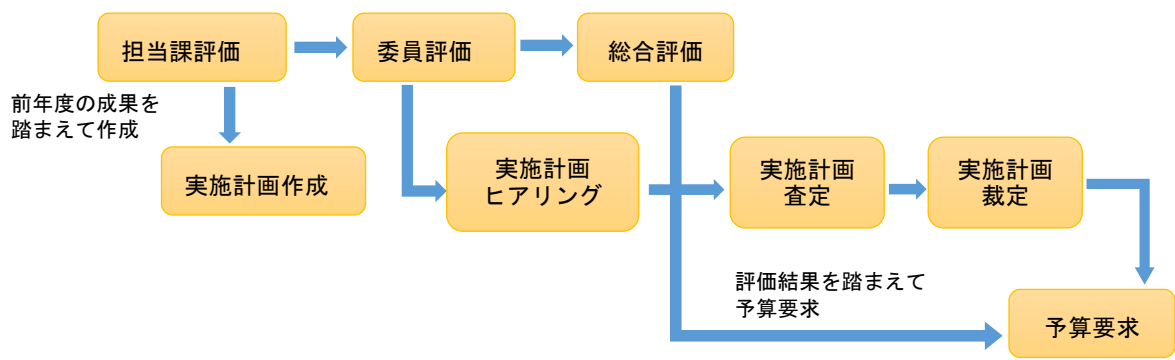 担当課評価
委員評価
総合評価
前年度の成果を
踏まえて作成
実施計画作成
実施計画
ヒアリング
実施計画
査定
実施計画
裁定
評価結果を踏まえて
予算要求
予算要求